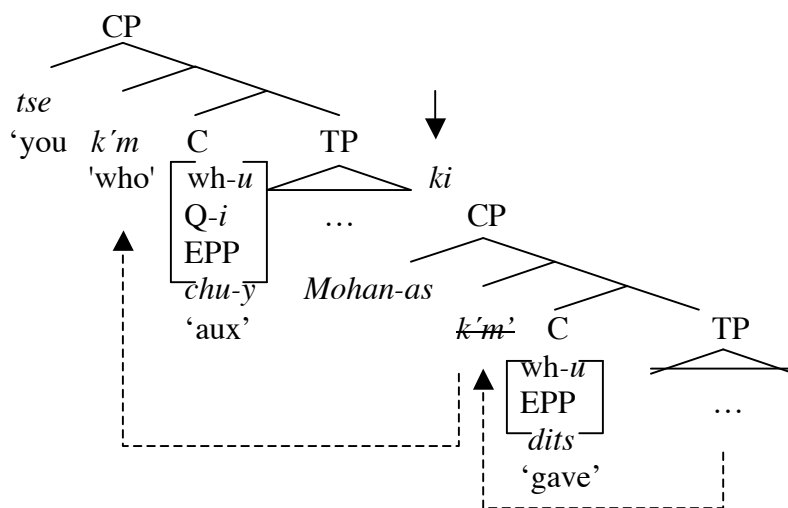 CP
tse
‘you
k´m
'who'
C
TP
wh-u
Q-i
EPP
chu-y
‘aux’
…
ki
CP
Mohan-as
k´m’
C
TP
wh-u
EPP
dits
‘gave’
…